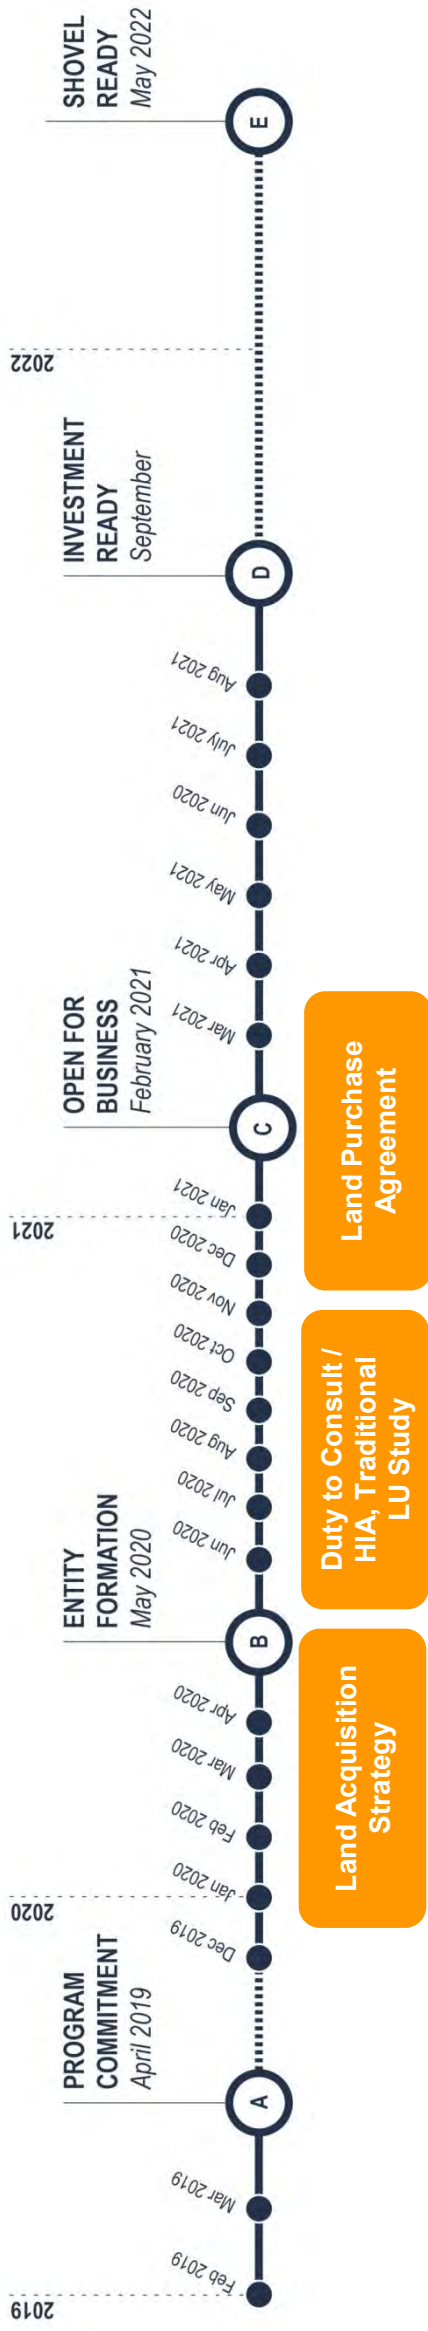 2019
2020
2021
2022
PROGRAM
COMMITMENT
April 2019
ENTITY
FORMATION
May 2020
OPEN FOR
BUSINESS
February 2021
INVESTMENT
READY
September
SHOVEL
READY
May 2022
Feb 2019
Mar 2019
A
Dec 2019
Jan 2020
Feb 2020
Mar 2020
Apr 2020
B
Jun 2020
Jul 2020
Aug 2020
Sep 2020
Oct 2020
Nov 2020
Dec 2020
Jan 2021
C
Mar 2021
Apr 2021
May 2021
Jun 2020
July 2021
Aug 2021
D
E
Land Acquisition
Strategy
Duty to Consult /
HIA, Traditional
LU Study
Land Purchase
Agreement